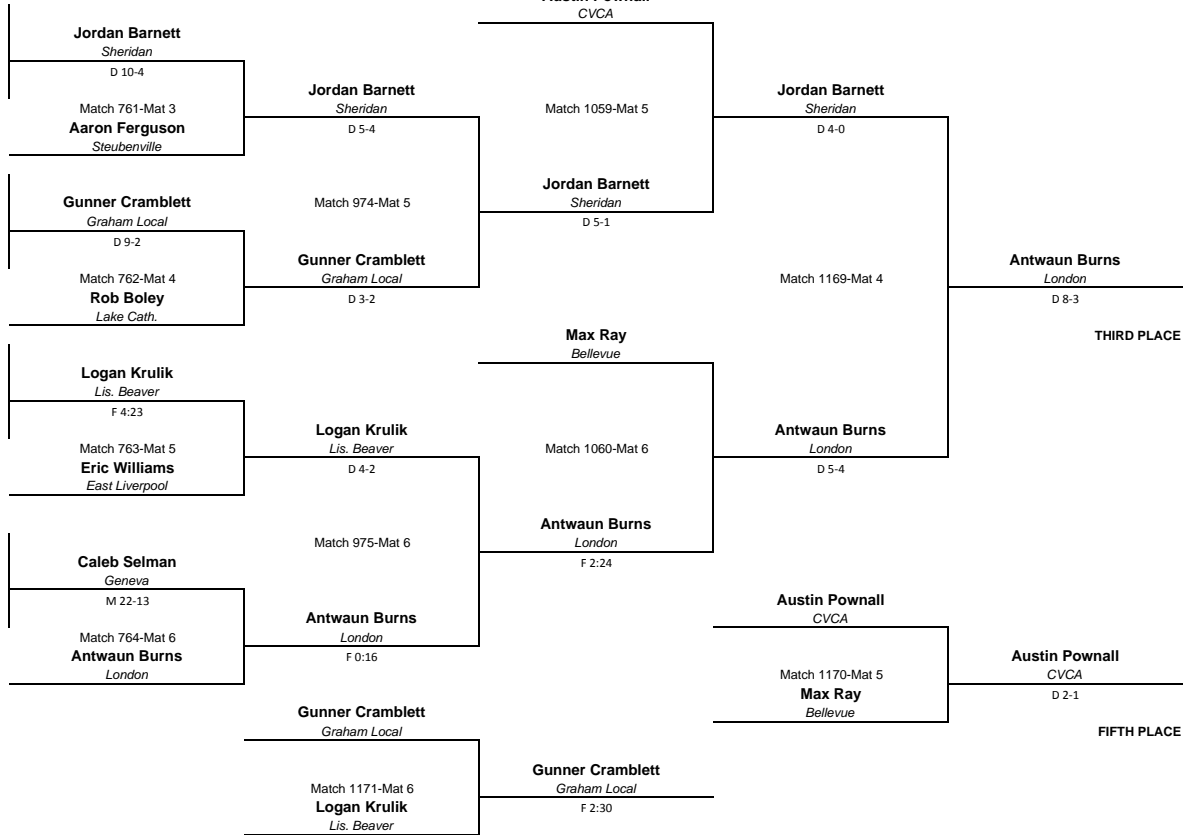 Jordan Barnett
Sheridan
D 10-4
Match 761-Mat 3
Aaron Ferguson
Steubenville
Gunner Cramblett
Graham Local
D 9-2
Match 762-Mat 4
Rob Boley
Lake Cath.
Logan Krulik
Lis. Beaver
F 4:23
Match 763-Mat 5
Eric Williams
East Liverpool
Caleb Selman
Geneva
M 22-13
Match 764-Mat 6
Antwaun Burns
London
Jordan Barnett
Sheridan
D 5-4
Match 974-Mat 5
Gunner Cramblett
Graham Local
D 3-2
Logan Krulik
Lis. Beaver
D 4-2
Match 975-Mat 6
Antwaun Burns
London
F 0:16
Gunner Cramblett
Graham Local
Match 1171-Mat 6
Logan Krulik
Lis. Beaver
Austin Pownall
CVCA
Match 1059-Mat 5
Jordan Barnett
Sheridan
D 5-1
Max Ray
Bellevue
Match 1060-Mat 6
Antwaun Burns
London
F 2:24
Gunner Cramblett
Graham Local
F 2:30
Jordan Barnett
Sheridan
D 4-0
Match 1169-Mat 4
Antwaun Burns
London
D 5-4
Austin Pownall
CVCA
Match 1170-Mat 5
Max Ray
Bellevue
Antwaun Burns
London
D 8-3
THIRD PLACE
Austin Pownall
CVCA
D 2-1
FIFTH PLACE